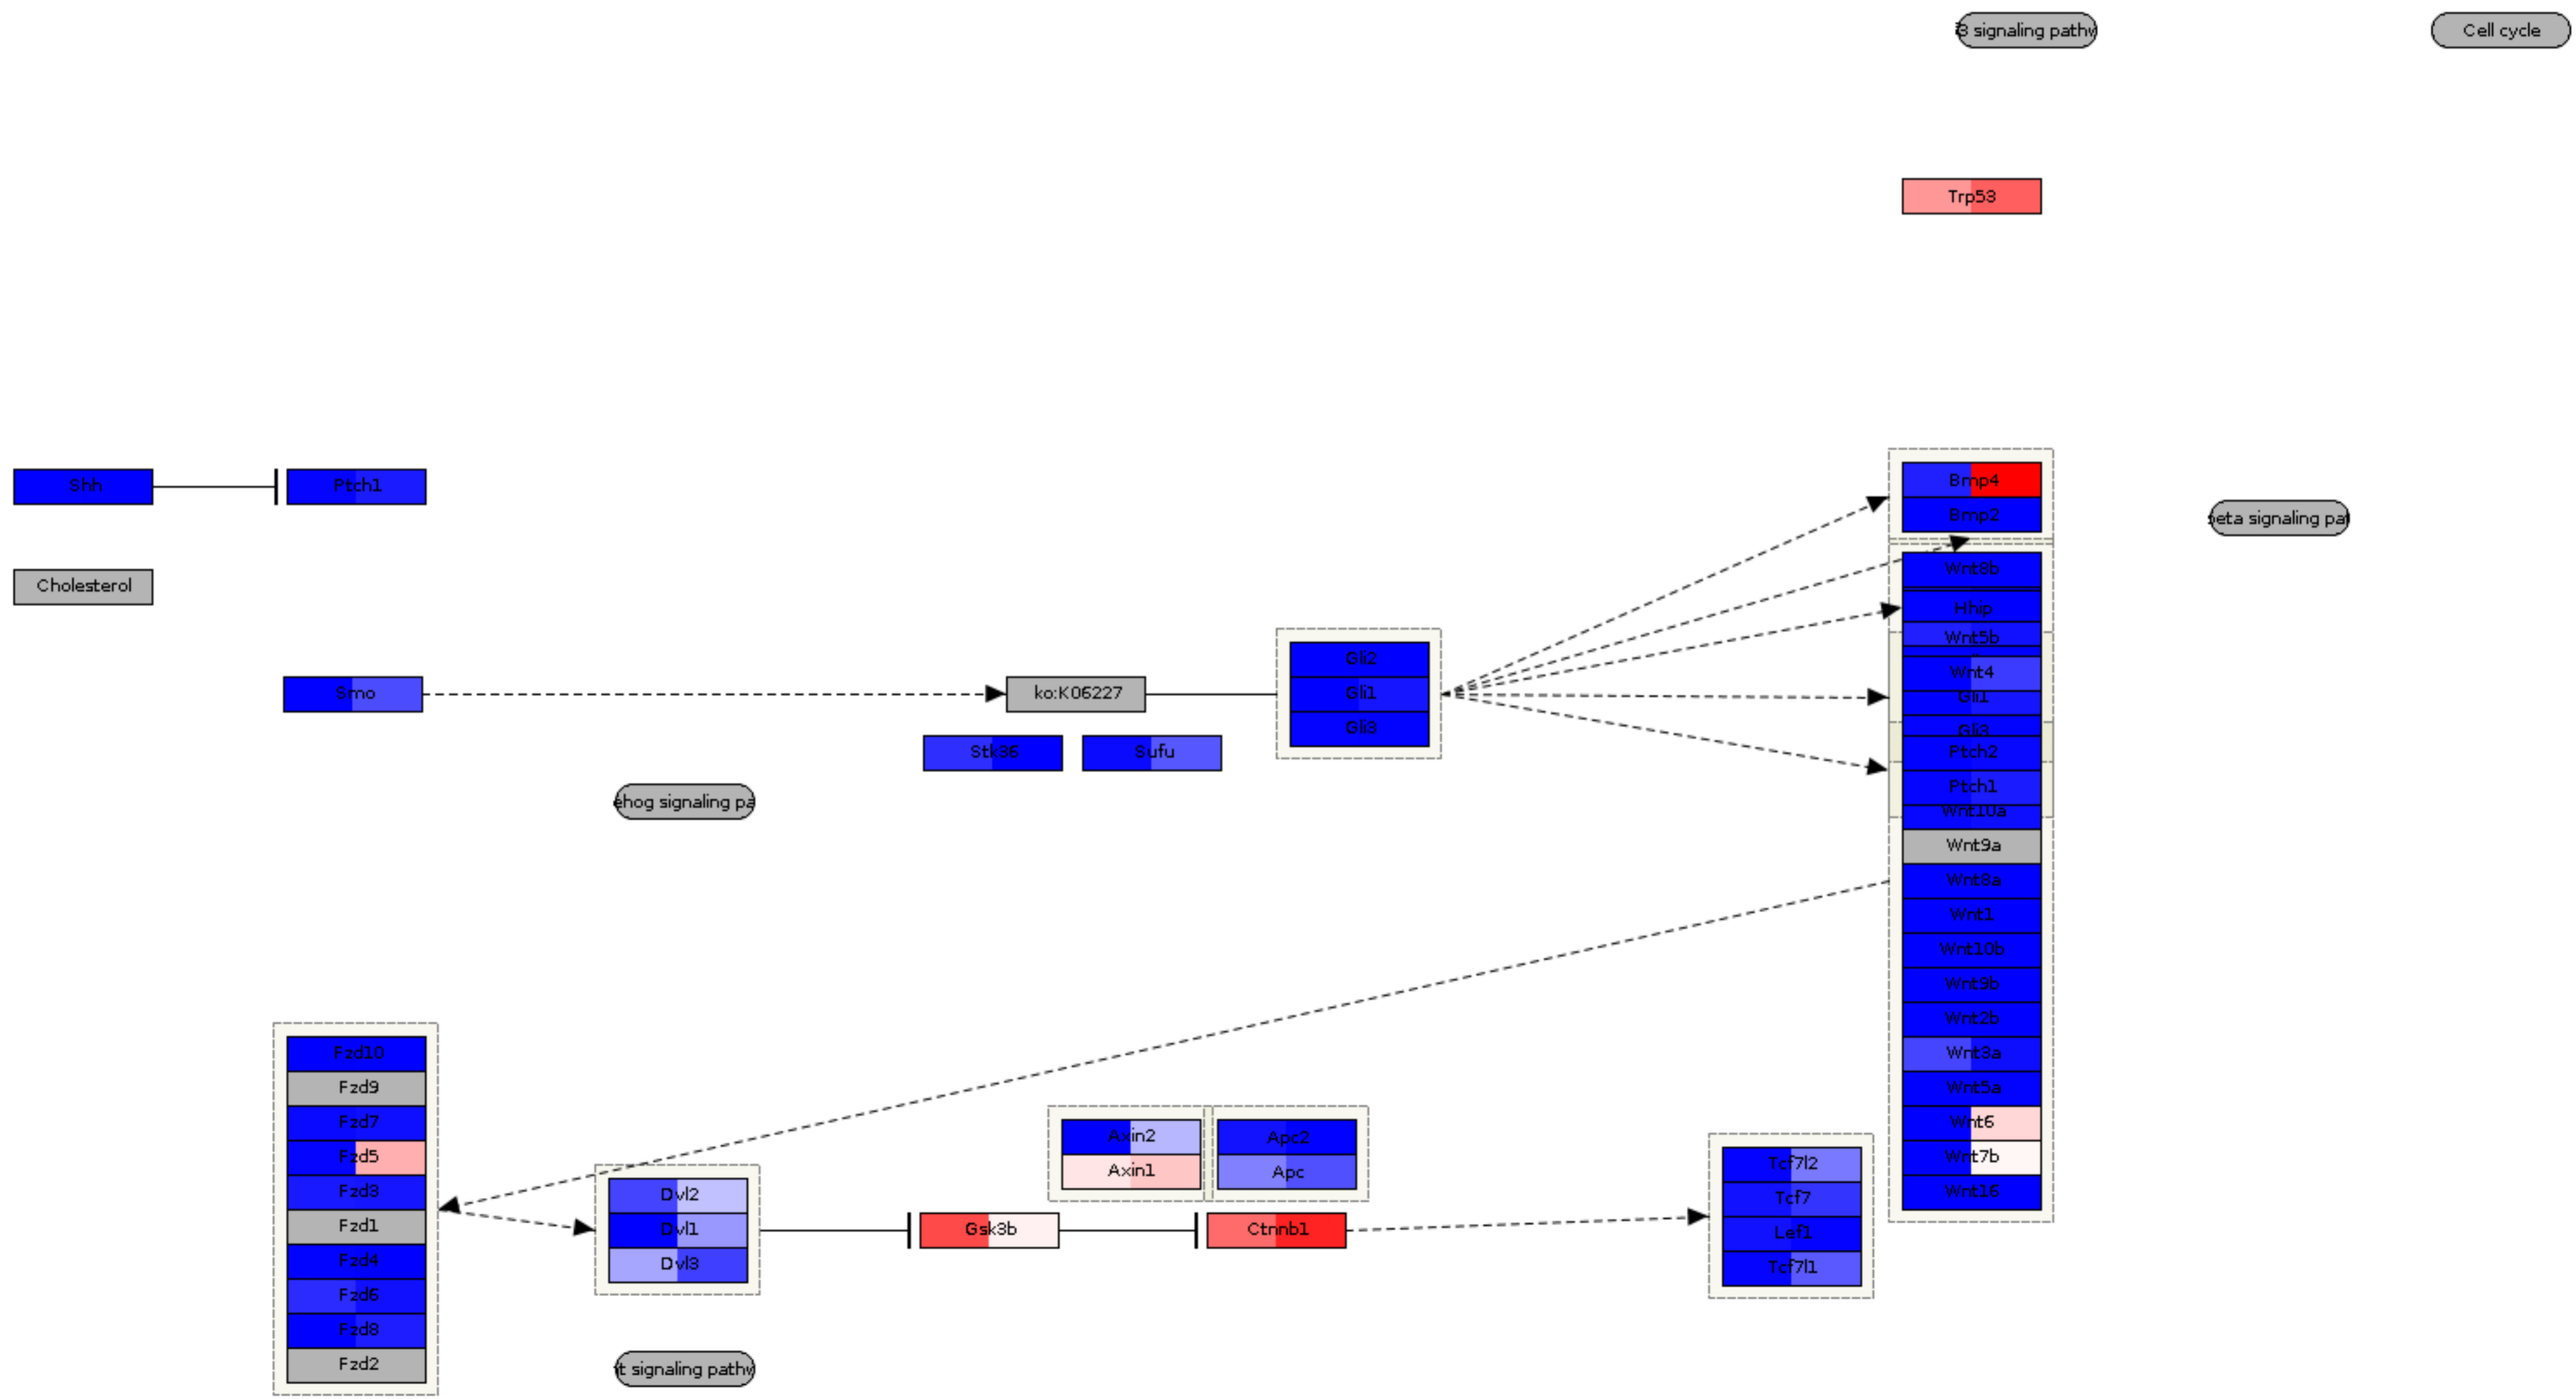 3 signaling pathw
Cell cycle
Trp53
Shh
Ptch1
Bmp4
Bmp2
beta signaling pat
Cholesterol
Wnt8b
Hhip
Wnt5b
Smo
ko:K06227
Gli2
Gli1
Gli3
Wnt4
Gli1
Gli3
Stk36
Sufu
Ptch2
Ptch1
ehog signaling pa
Wnt10a
Wnt9a
Wnt8a
Wnt1
Wnt10b
Wnt9b
Wnt2b
Wnt3a
Wnt5a
Wnt6
Wnt7b
Wnt16
Fzd10
Fzd9
Fzd7
Fzd5
Fzd3
Fzd1
Fzd4
Fzd6
Fzd8
Fzd2
Dvl2
Dvl1
Dvl3
Axin2
Axin1
Apc2
Apc
Gsk3b
Ctnnb1
Tcf7l2
Tcf7
Lef1
Tcf7l1
t signaling pathw